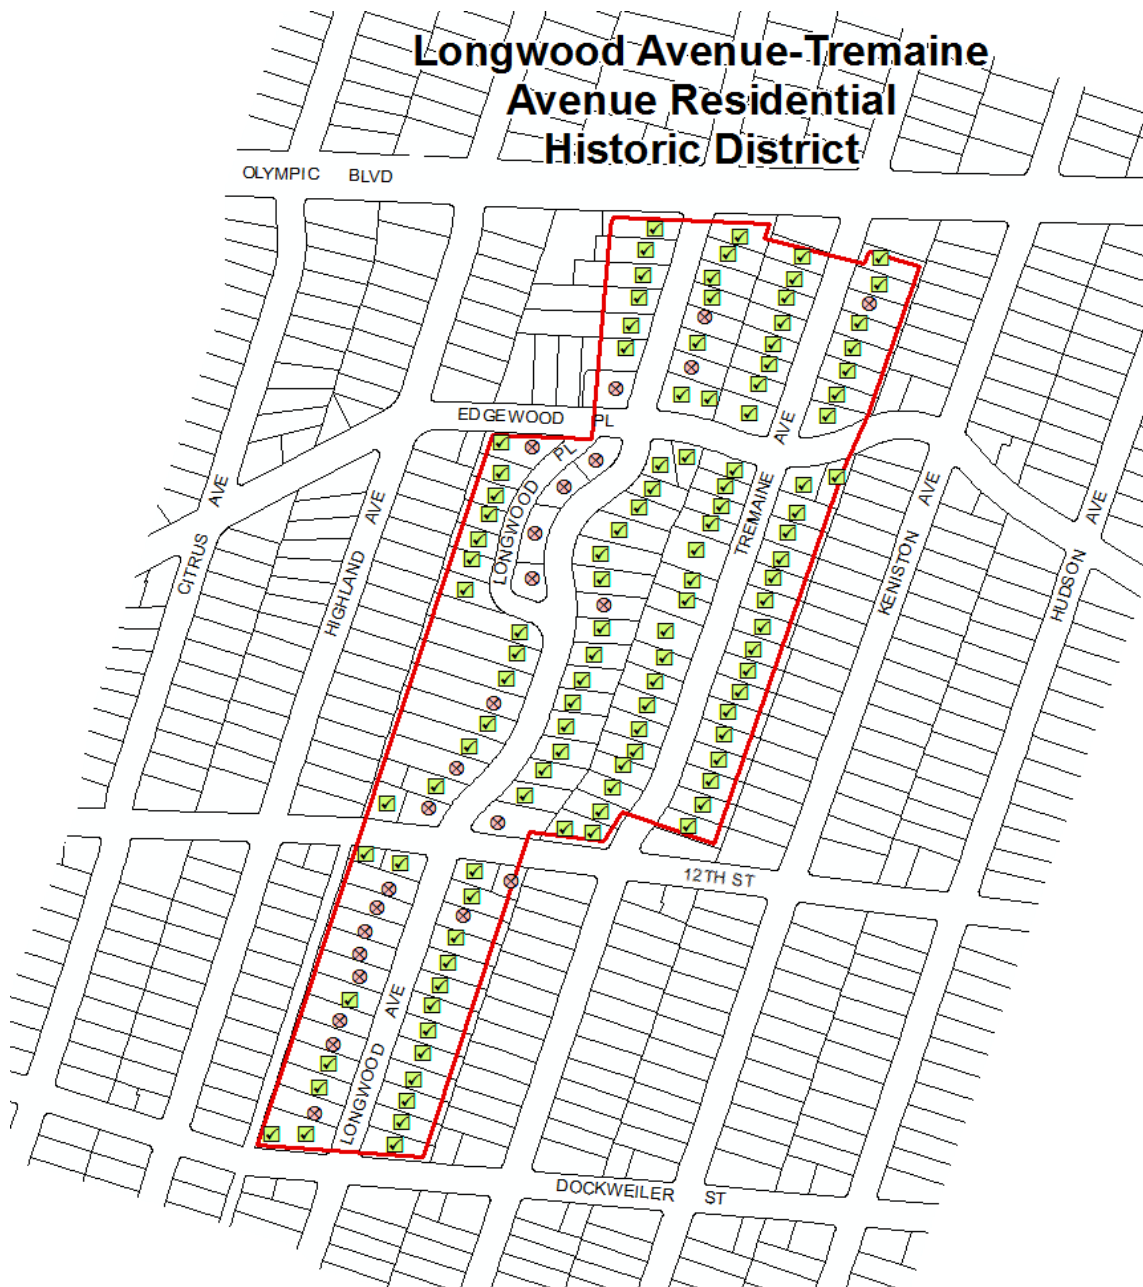 Longwood Avenue-Tremaine
Avenue Residential
Historic District
OLYMPIC BLVD
EDGEWOOD PL
LONGWOOD PL
TREMAINE AVE
CITRUS AVE
HIGHLAND AVE
KENISTON AVE
HUDSON AVE
12TH ST
LONGWOOD AVE
DOCKWEILER ST